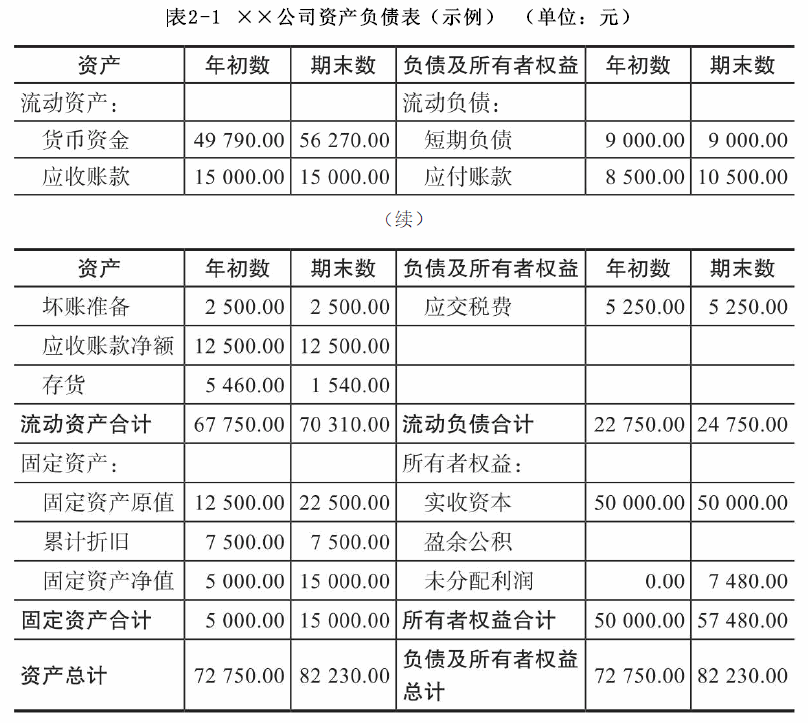 表2-1 ××公司资产负债表（示例） （单位：元）
资产 年初数 期末数 负债及所有者权益 年初数 期末数
流动资产： 流动负债：
货币资金 49 790.00 56 270.00 短期负债 9 000.00 9 000.00
应收账款 15 000.00 15 000.00 应付账款 8 500.00 10 500.00
（续）
资产 年初数 期末数 负债及所有者权益 年初数 期末数
坏账准备 2 500.00 2 500.00 应交税费 5 250.00 5 250.00
应收账款净额 12 500.00 12 500.00
存货 5 460.00 1 540.00
流动资产合计 67 750.00 70 310.00 流动负债合计 22 750.00 24 750.00
固定资产： 所有者权益：
固定资产原值 12 500.00 22 500.00 实收资本 50 000.00 50 000.00
累计折旧 7 500.00 7 500.00 盈余公积
固定资产净值 5 000.00 15 000.00 未分配利润 0.00 7 480.00
固定资产合计 5 000.00 15 000.00 所有者权益合计 50 000.00 57 480.00
资产总计 72 750.00 82 230.00 负债及所有者权益 72 750.00 82 230.00
总计